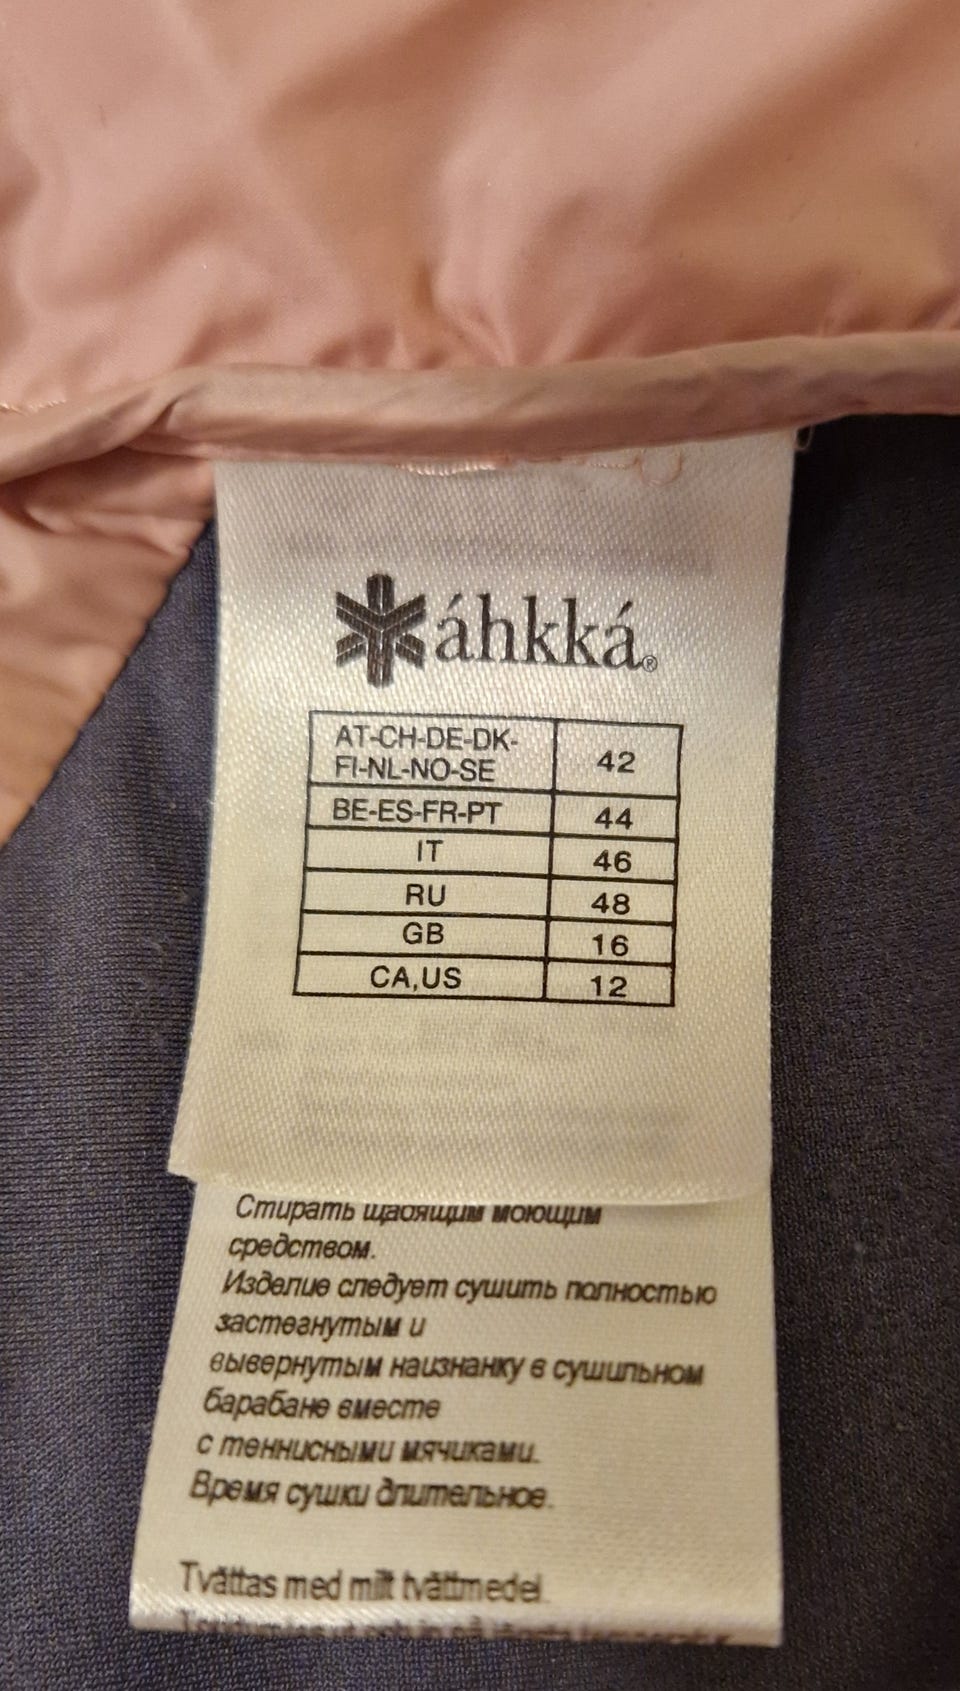 áhkká®
AT-CH-DE-DK-
FI-NL-NO-SE
42
BE-ES-FR-PT 44
IT 46
RU 48
GB 16
CA,US 12
Стирать щадящим моющим
средством.
Изделие следует сушить полностью
застегнутым и
вывернутым наизнанку в сушильном
барабане вместе
с теннисными мячиками.
Время сушки длительное.
Tvättas med milt tvättmedel.